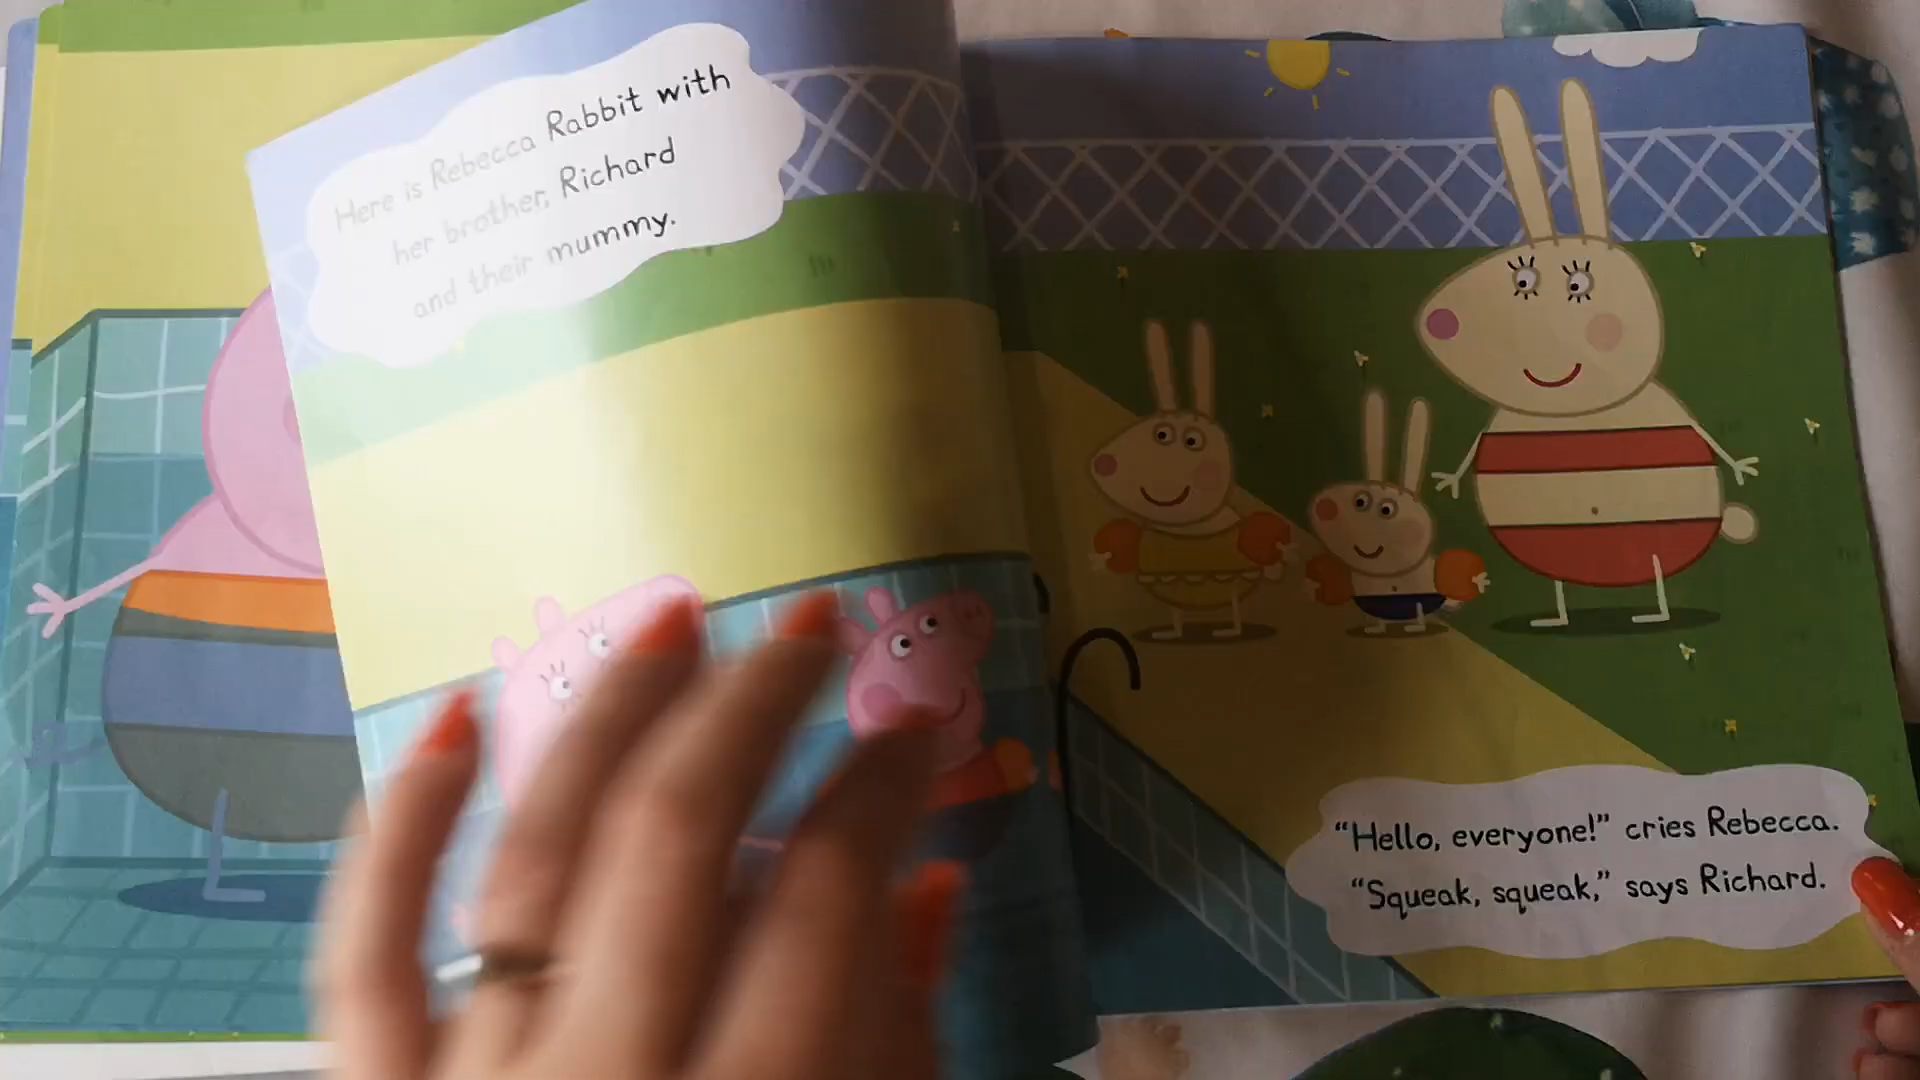 Here is Rebecca Rabbit with
her brother, Richard
and their mummy.
“Hello, everyone!” cries Rebecca.
“Squeak, squeak,” says Richard.